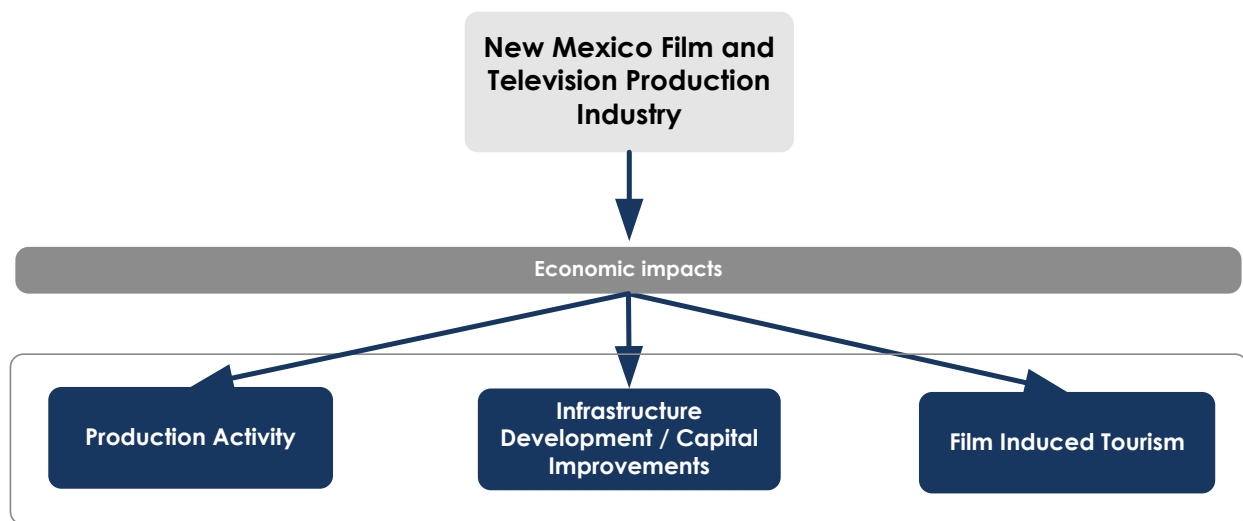 New Mexico Film and
Television Production
Industry
Economic impacts
Production Activity
Infrastructure
Development / Capital
Improvements
Film Induced Tourism